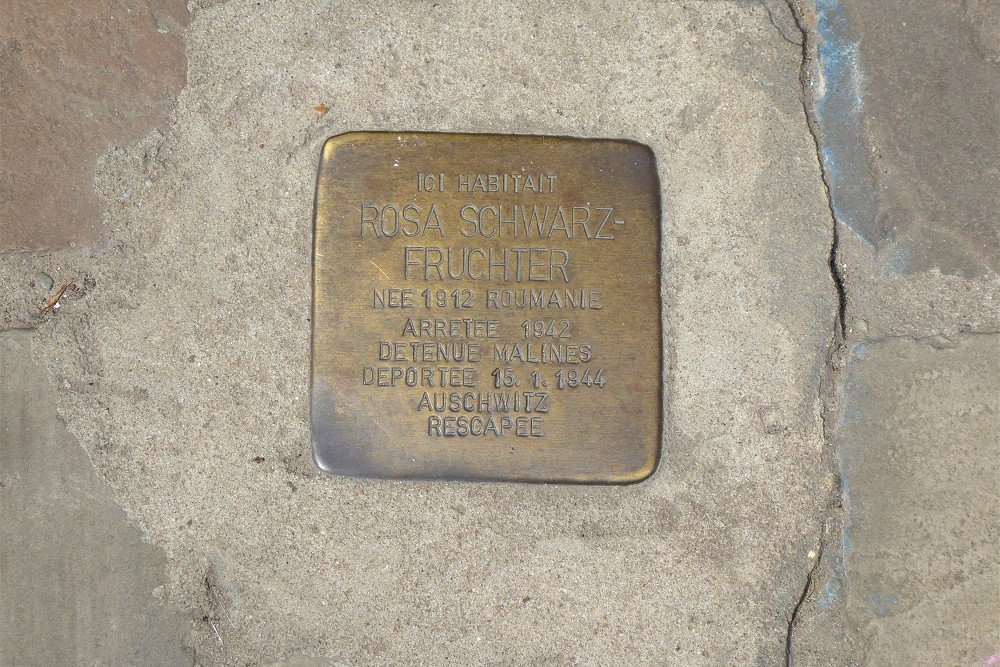 ICI HABITAIT
ROSA SCHWARZ-
FRUCHTER
NEE 1912 ROUMANIE
ARRETEE 1942
DETENUE MALINES
DEPORTEE 15.1.1944
AUSCHWITZ
RESCAPEE